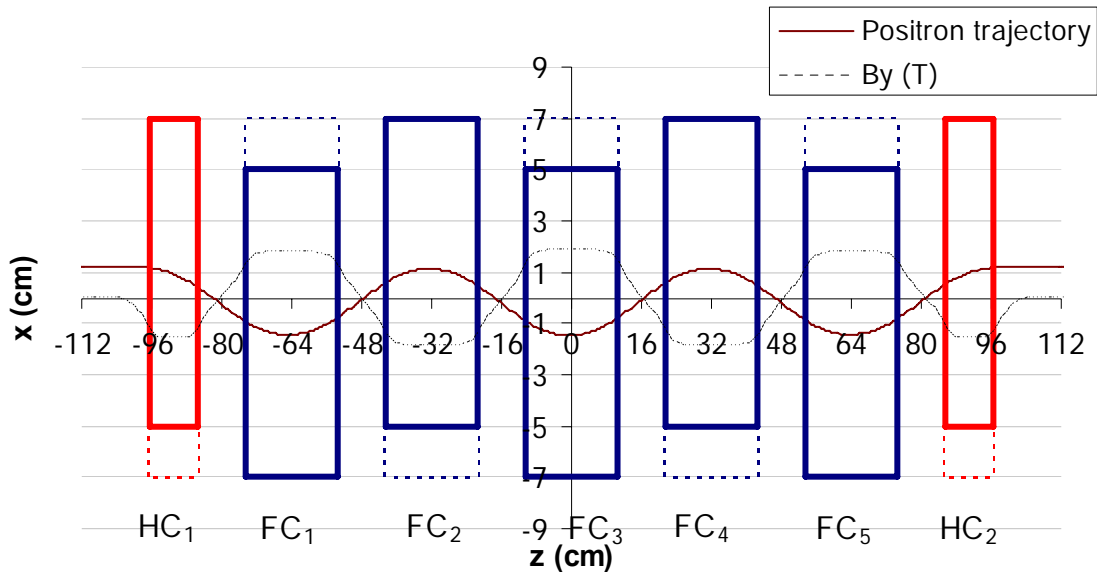 Positron trajectory
By (T)
9
7
5
3
1
-1
-3
-5
-7
-9
x (cm)
-112 -96 -80 -64 -48 -32 -16 0 16 32 48 64 80 96 112
HC1 FC1 FC2 FC3 FC4 FC5 HC2
z (cm)